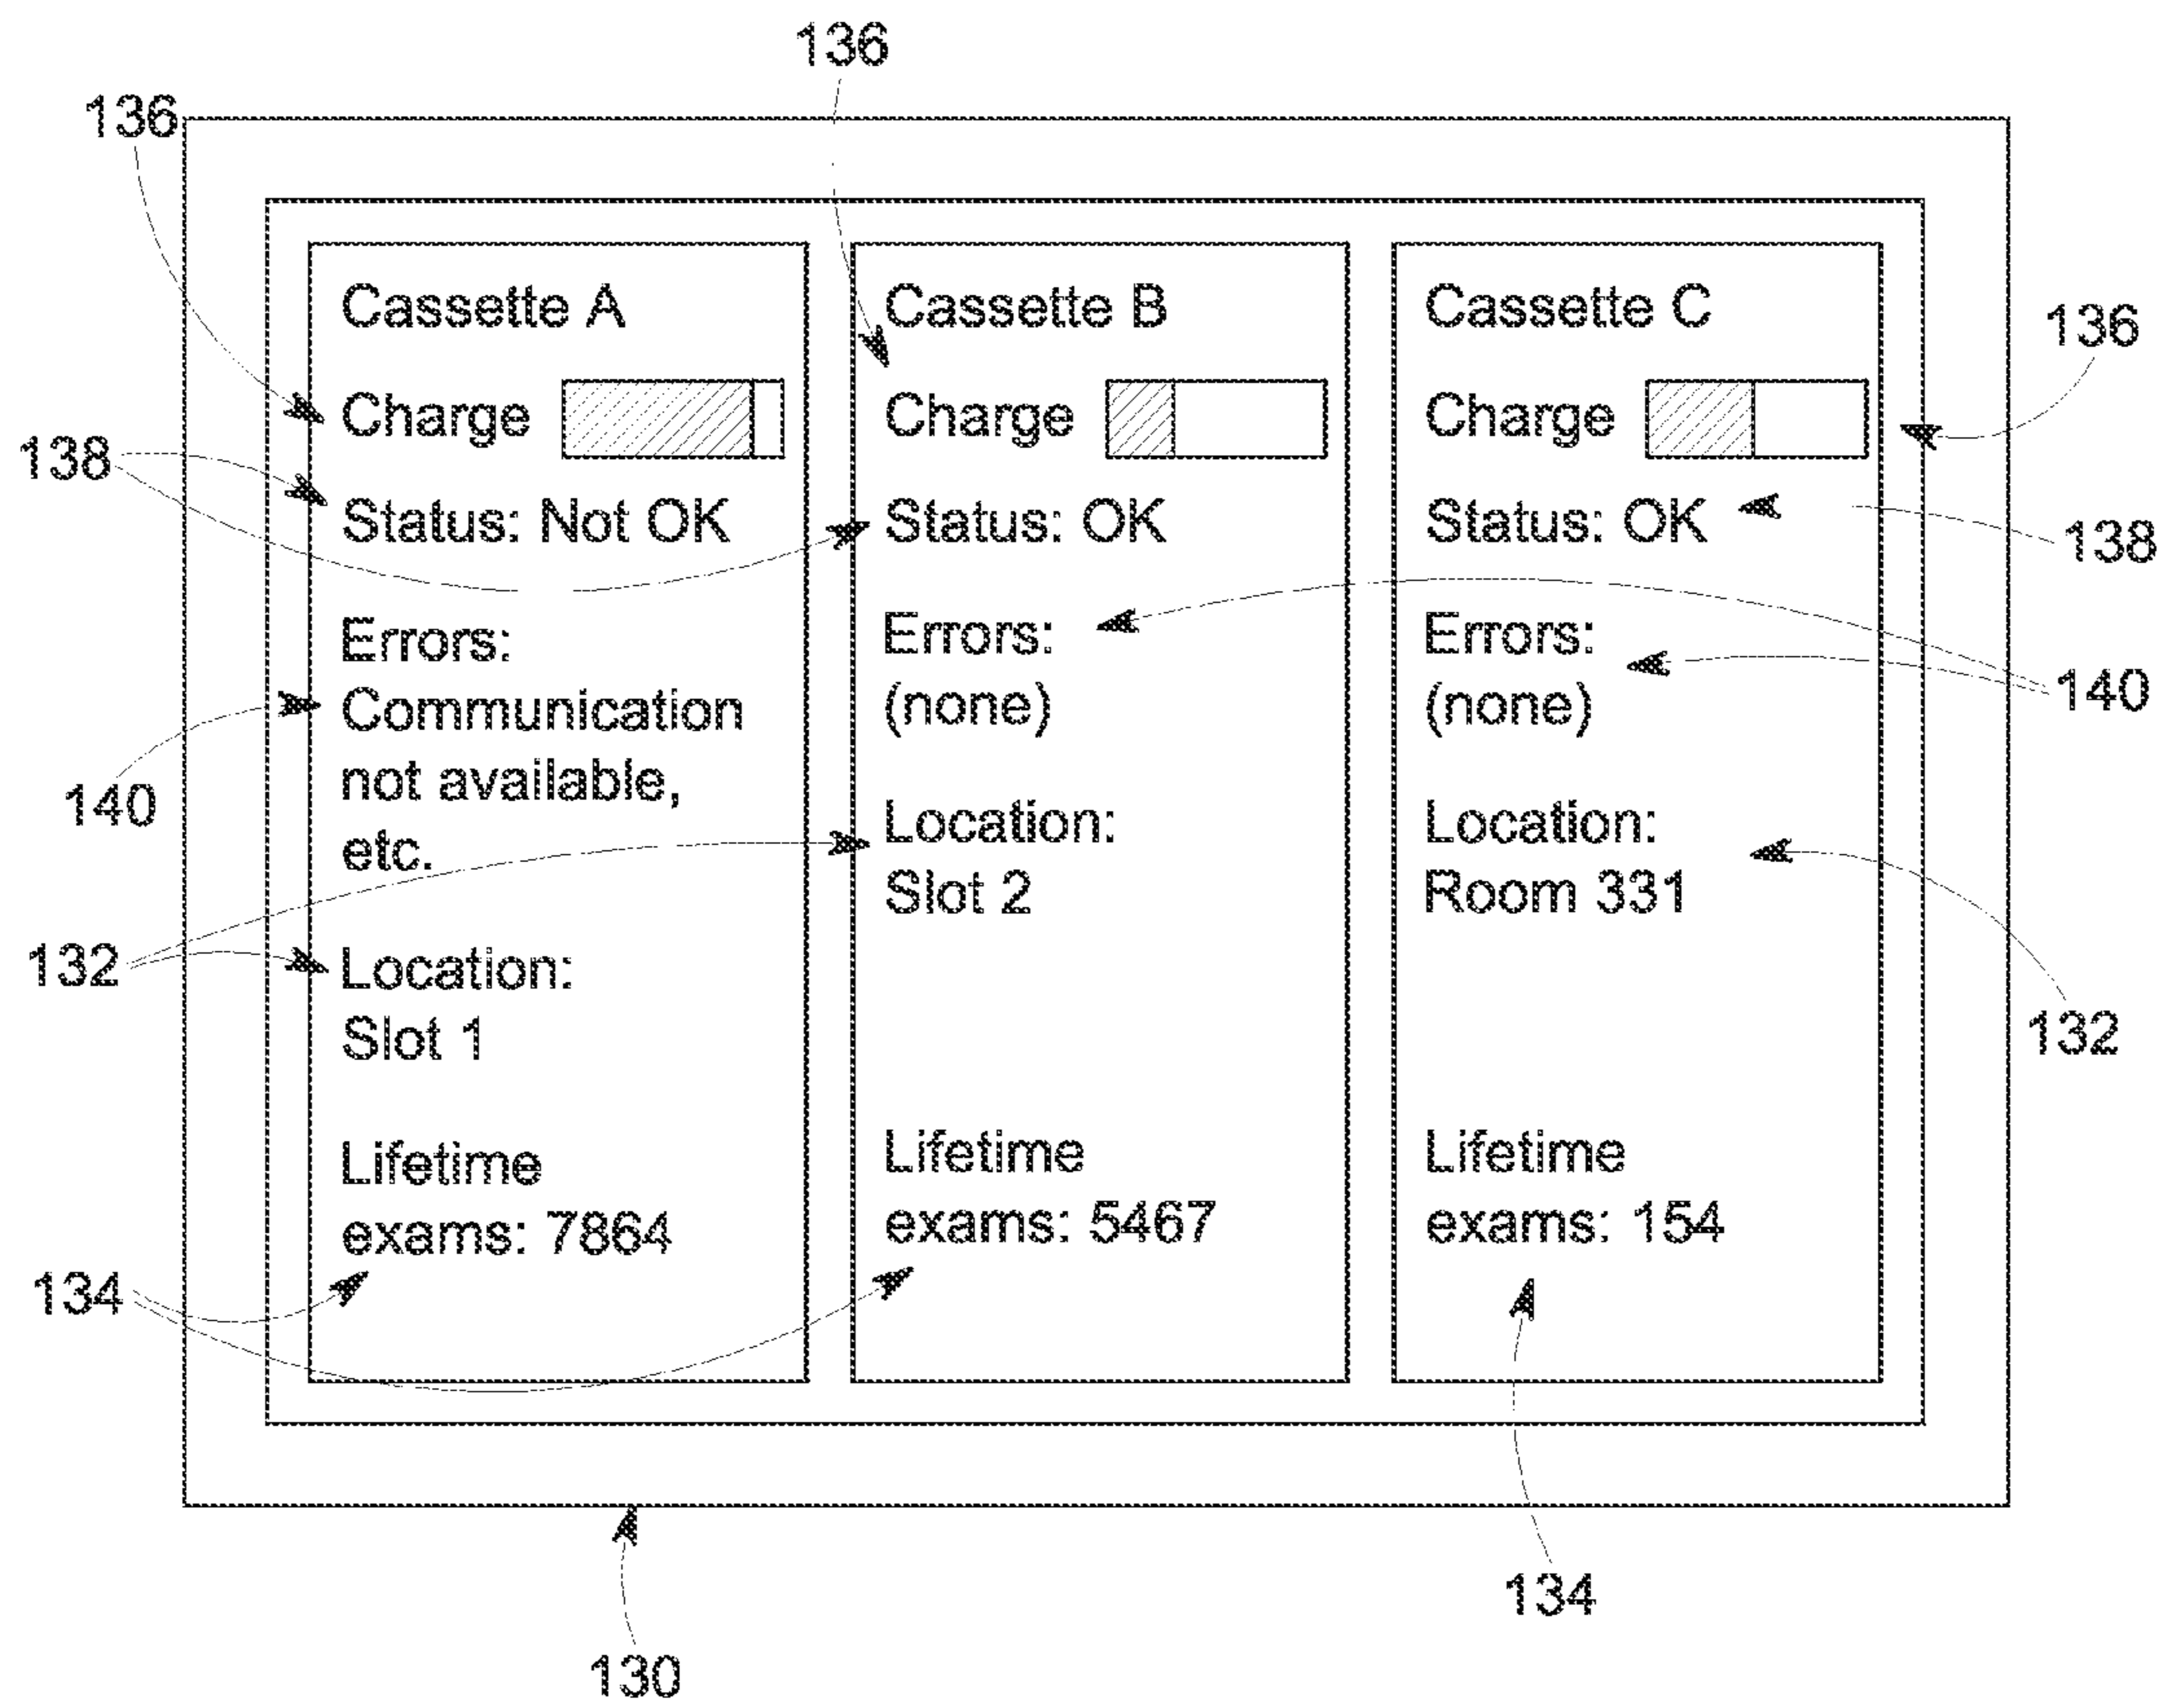 136
136
Cassette A
Charge
Status: Not OK
Errors:
Communication
not available,
etc.
Location:
Slot 1
Lifetime
exams: 7864
Cassette B
Charge
Status: OK
Errors:
(none)
Location:
Slot 2
Lifetime
exams: 5467
Cassette C
Charge
Status: OK
Errors:
(none)
Location:
Room 331
Lifetime
exams: 154
138
140
132
134
136
138
140
132
134
130